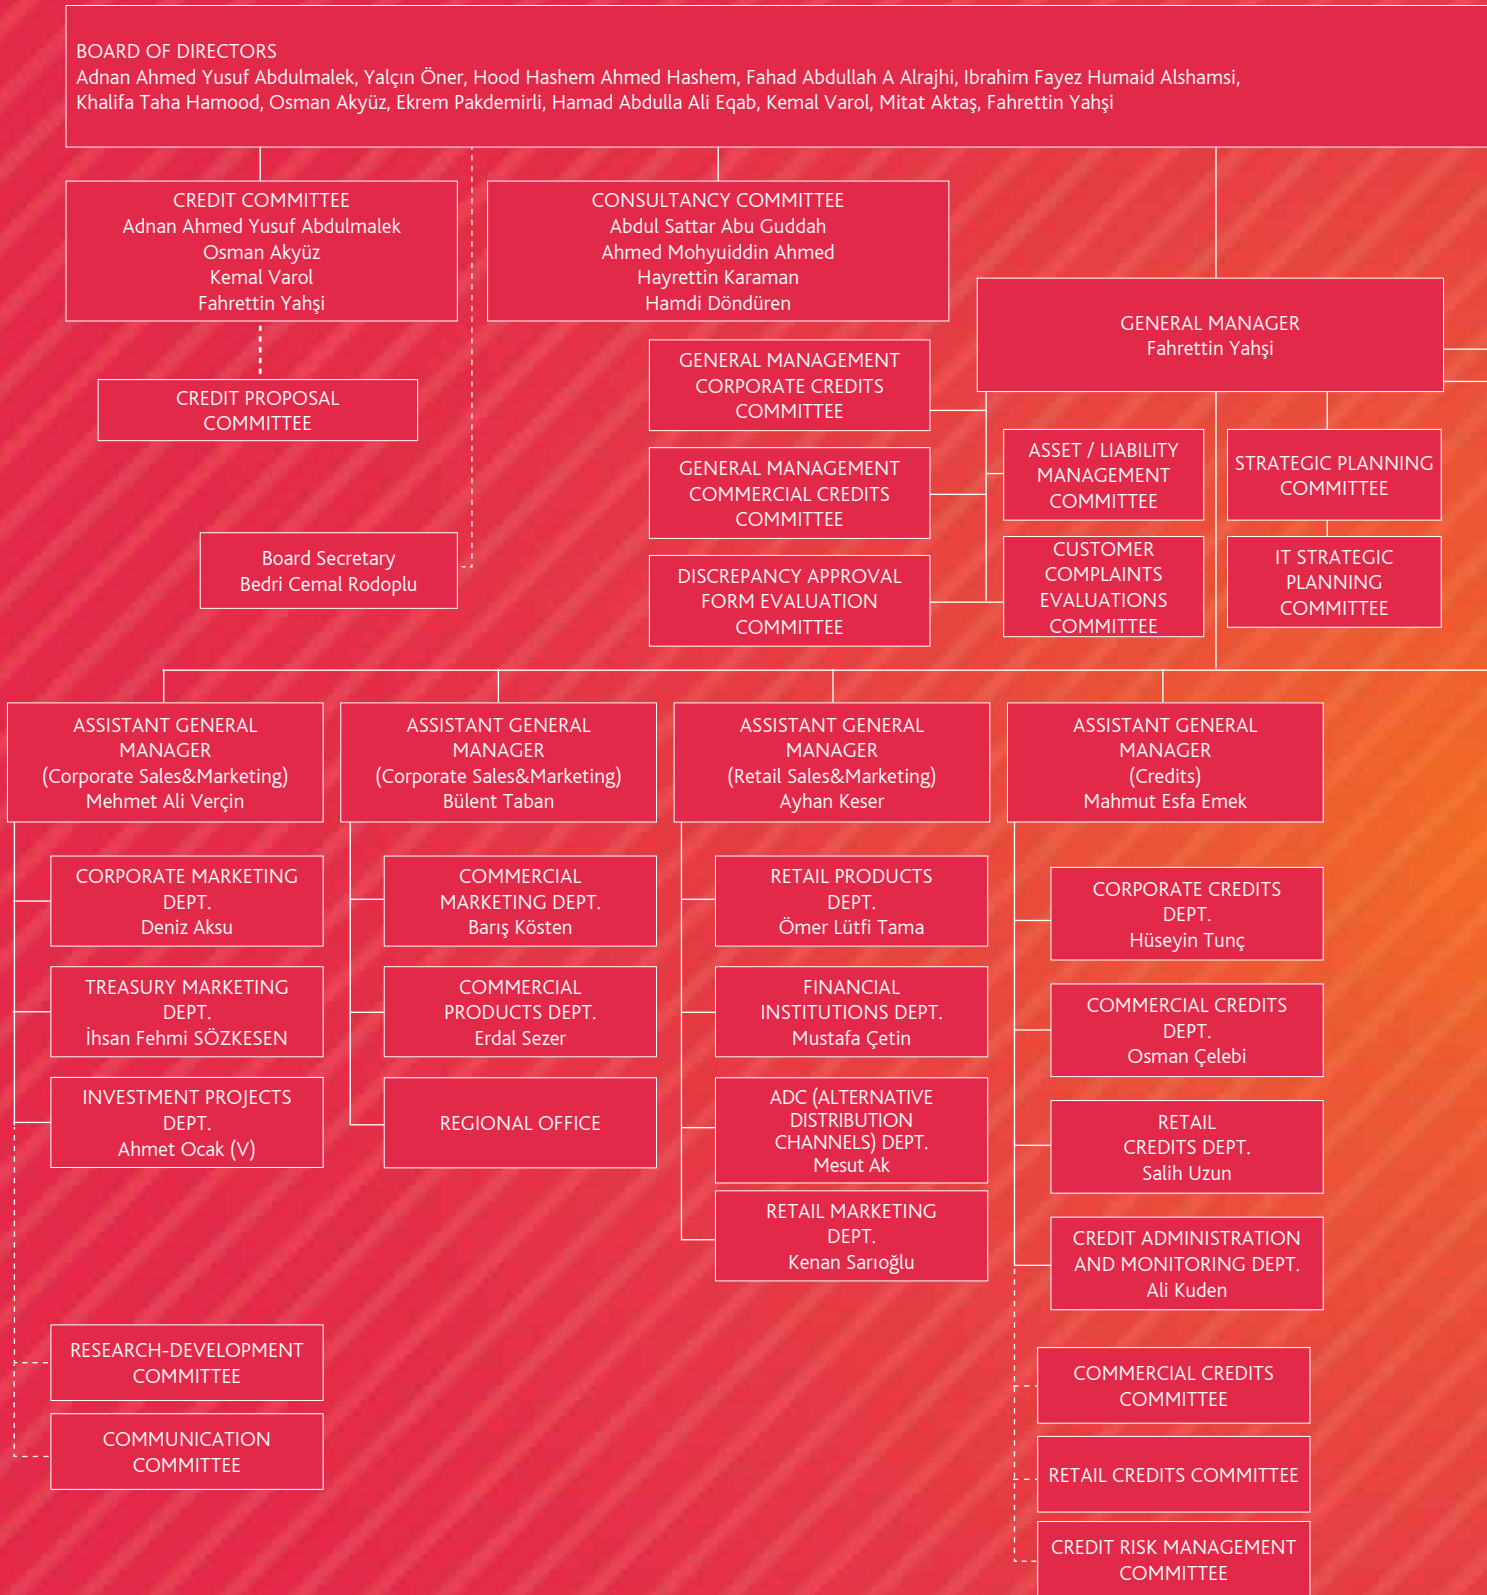 BOARD OF DIRECTORS
Adnan Ahmed Yusuf Abdulmalek, Yalçın Öner, Hood Hashem Ahmed Hashem, Fahad Abdullah A Alrajhi, Ibrahim Fayez Humaid Alshamsi,
Khalifa Taha Hamood, Osman Akyüz, Ekrem Pakdemirli, Hamad Abdulla Ali Eqab, Kemal Varol, Mitat Aktaş, Fahrettin Yahşi
CREDIT COMMITTEE
Adnan Ahmed Yusuf Abdulmalek
Osman Akyüz
Kemal Varol
Fahrettin Yahşi
CONSULTANCY COMMITTEE
Abdul Sattar Abu Guddah
Ahmed Mohyuiddin Ahmed
Hayrettin Karaman
Hamdi Döndüren
GENERAL MANAGER
Fahrettin Yahşi
CREDIT PROPOSAL
COMMITTEE
GENERAL MANAGEMENT
CORPORATE CREDITS
COMMITTEE
GENERAL MANAGEMENT
COMMERCIAL CREDITS
COMMITTEE
DISCREPANCY APPROVAL
FORM EVALUATION
COMMITTEE
ASSET / LIABILITY
MANAGEMENT
COMMITTEE
CUSTOMER
COMPLAINTS
EVALUATIONS
COMMITTEE
STRATEGIC PLANNING
COMMITTEE
IT STRATEGIC
PLANNING
COMMITTEE
Board Secretary
Bedri Cemal Rodoplu
ASSISTANT GENERAL
MANAGER
(Corporate Sales&Marketing)
Mehmet Ali Verçin
CORPORATE MARKETING
DEPT.
Deniz Aksu
TREASURY MARKETING
DEPT.
İhsan Fehmi SÖZKESEN
INVESTMENT PROJECTS
DEPT.
Ahmet Ocak (V)
RESEARCH-DEVELOPMENT
COMMITTEE
COMMUNICATION
COMMITTEE
ASSISTANT GENERAL
MANAGER
(Corporate Sales&Marketing)
Bülent Taban
COMMERCIAL
MARKETING DEPT.
Barış Kösten
COMMERCIAL
PRODUCTS DEPT.
Erdal Sezer
REGIONAL OFFICE
ASSISTANT GENERAL
MANAGER
(Retail Sales&Marketing)
Ayhan Keser
RETAIL PRODUCTS
DEPT.
Ömer Lütfi Tama
FINANCIAL
INSTITUTIONS DEPT.
Mustafa Çetin
ADC (ALTERNATIVE
DISTRIBUTION
CHANNELS) DEPT.
Mesut Ak
RETAIL MARKETING
DEPT.
Kenan Sarıoğlu
ASSISTANT GENERAL
MANAGER
(Credits)
Mahmut Esfa Emek
CORPORATE CREDITS
DEPT.
Hüseyin Tunç
COMMERCIAL CREDITS
DEPT.
Osman Çelebi
RETAIL
CREDITS DEPT.
Salih Uzun
CREDIT ADMINISTRATION
AND MONITORING DEPT.
Ali Kuden
COMMERCIAL CREDITS
COMMITTEE
RETAIL CREDITS COMMITTEE
CREDIT RISK MANAGEMENT
COMMITTEE